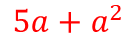 5a + a²